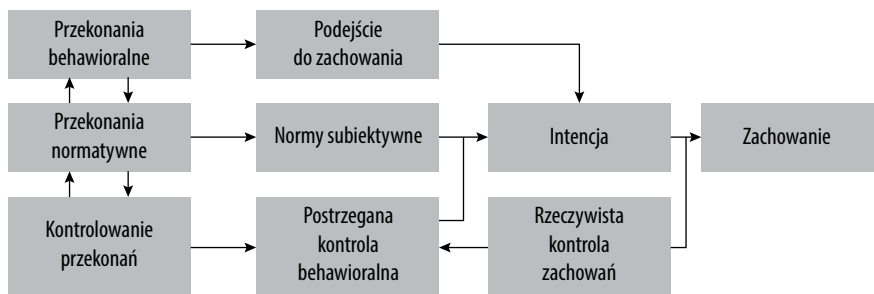 Przekonania
behawioralne
Podejście
do zachowania
Przekonania
normatywne
Normy subiektywne
Intencja
Zachowanie
Kontrolowanie
przekonań
Postrzegana
kontrola
behawioralna
Rzeczywista
kontrola
zachowań